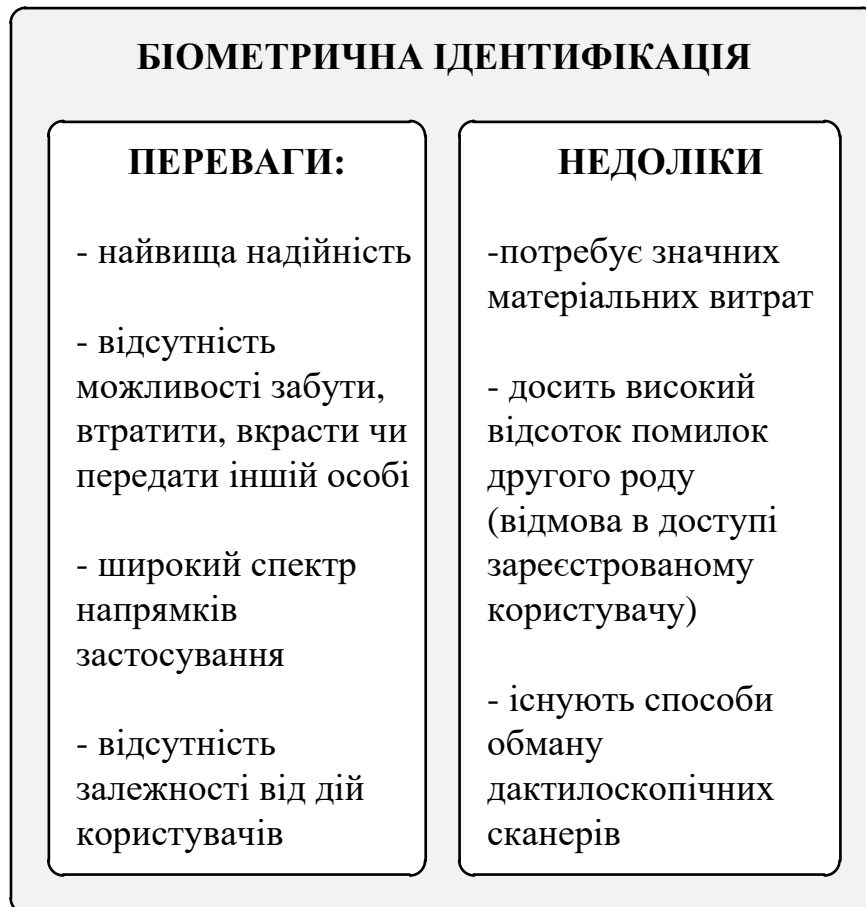 БІОМЕТРИЧНА ІДЕНТИФІКАЦІЯ
ПЕРЕВАГИ:
- найвища надійність
- відсутність
можливості забути,
втратити, вкрасти чи
передати іншій особі
- широкий спектр
напрямків
застосування
- відсутність
залежності від дій
користувачів
НЕДОЛІКИ
-потребує значних
матеріальних витрат
- досить високий
відсоток помилок
другого роду
(відмова в доступі
зареєстрованому
користувачу)
- існують способи
обману
дактилоскопічних
сканерів